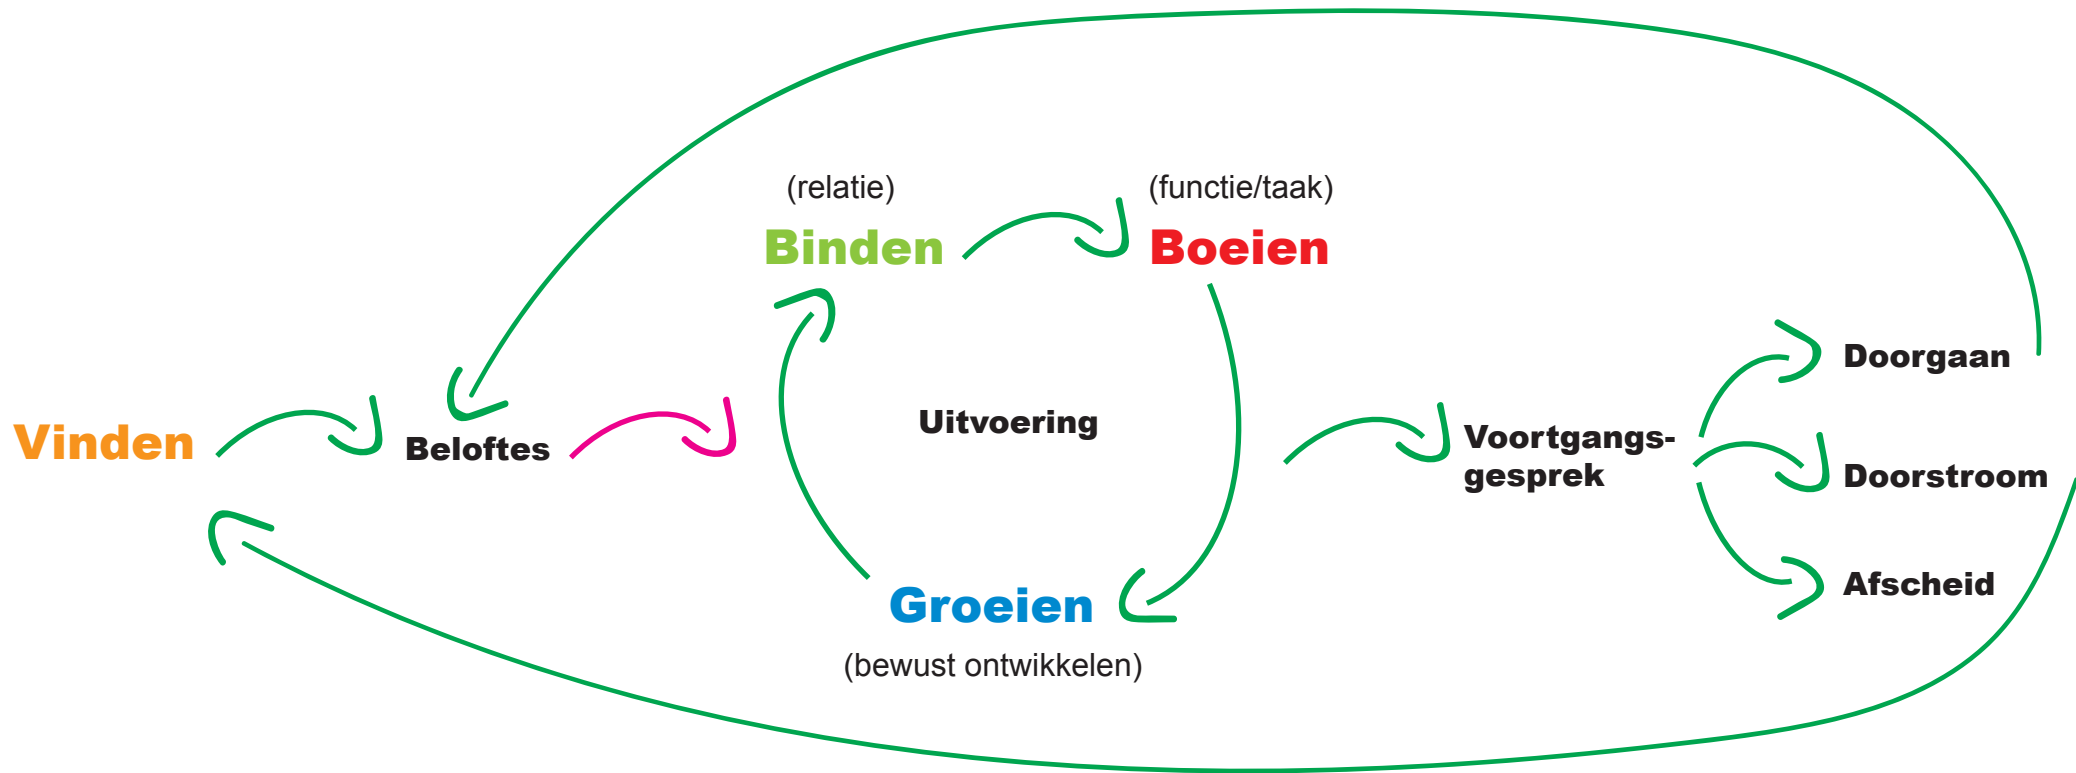 (relatie)
Binden
(functie/taak)
Boeien
Vinden
Beloftes
Uitvoering
Groeien
(bewust ontwikkelen)
Voortgangs-
gesprek
Doorgaan
Doorstroom
Afscheid